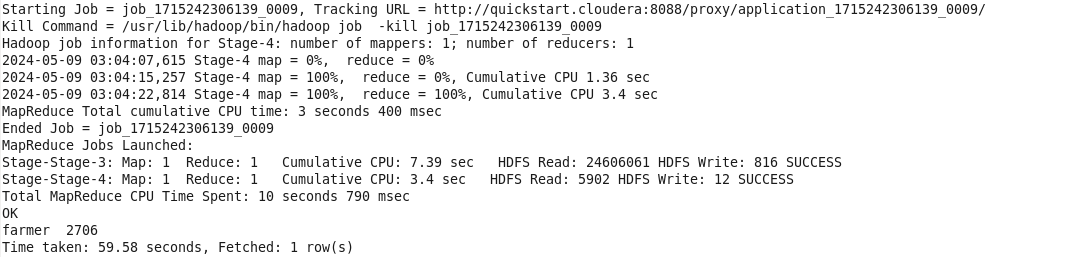 Starting Job = job_1715242306139_0009, Tracking URL = http://quickstart.cloudera:8088/proxy/application_1715242306139_0009/
Kill Command = /usr/lib/hadoop/bin/hadoop job  -kill job_1715242306139_0009
Hadoop job information for Stage-4: number of mappers: 1; number of reducers: 1
2024-05-09 03:04:07,615 Stage-4 map = 0%,  reduce = 0%
2024-05-09 03:04:15,257 Stage-4 map = 100%,  reduce = 0%, Cumulative CPU 1.36 sec
2024-05-09 03:04:22,814 Stage-4 map = 100%,  reduce = 100%, Cumulative CPU 3.4 sec
MapReduce Total cumulative CPU time: 3 seconds 400 msec
Ended Job = job_1715242306139_0009
MapReduce Jobs Launched:
Stage-Stage-3: Map: 1  Reduce: 1   Cumulative CPU: 7.39 sec   HDFS Read: 24606061 HDFS Write: 816 SUCCESS
Stage-Stage-4: Map: 1  Reduce: 1   Cumulative CPU: 3.4 sec   HDFS Read: 5902 HDFS Write: 12 SUCCESS
Total MapReduce CPU Time Spent: 10 seconds 790 msec
OK
farmer  2706
Time taken: 59.58 seconds, Fetched: 1 row(s)